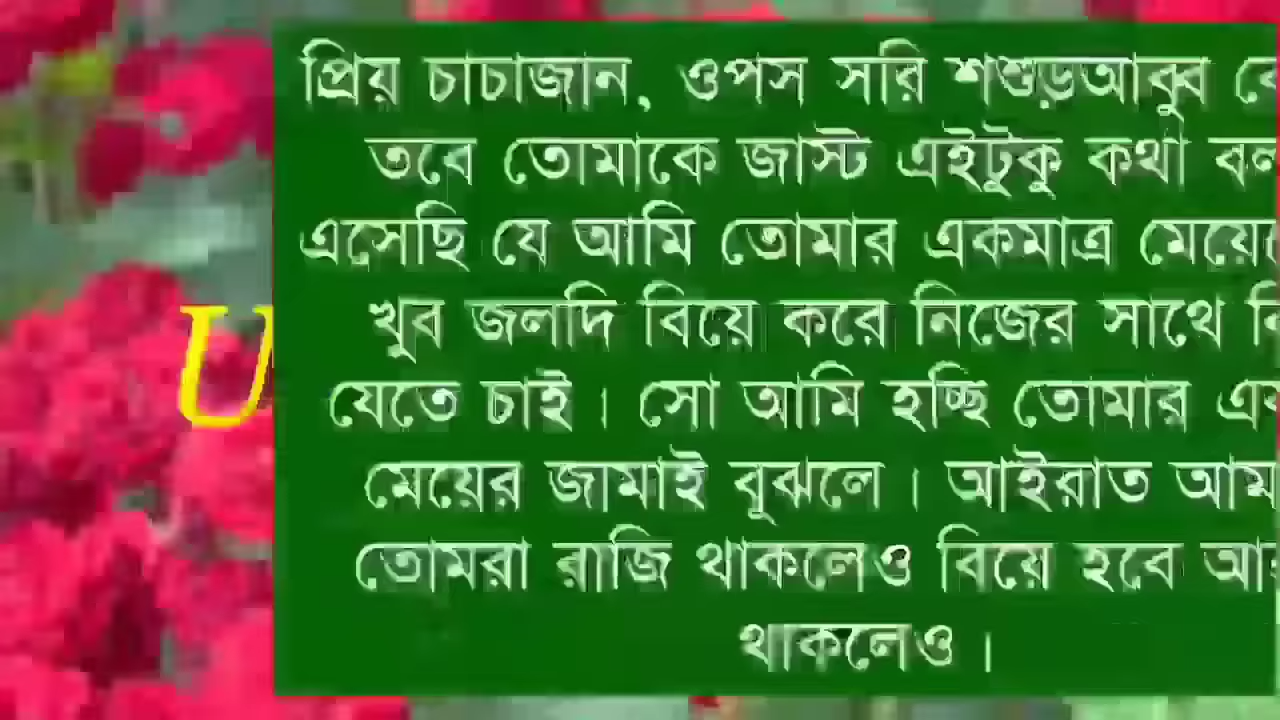 প্রিয় চাচাজান, ওপস সরি শশুড়আব্বু
তবে তোমাকে জাস্ট এইটুকু কথা
এসেছি যে আমি তোমার একমাত্র
খুব জলদি বিয়ে করে নিজের সাথে
যেতে চাই। সো আমি হচ্ছি তোমার
মেয়ের জামাই বুঝলে। আইরাত
তোমরা রাজি থাকলেও বিয়ে হবে
থাকলেও।
U